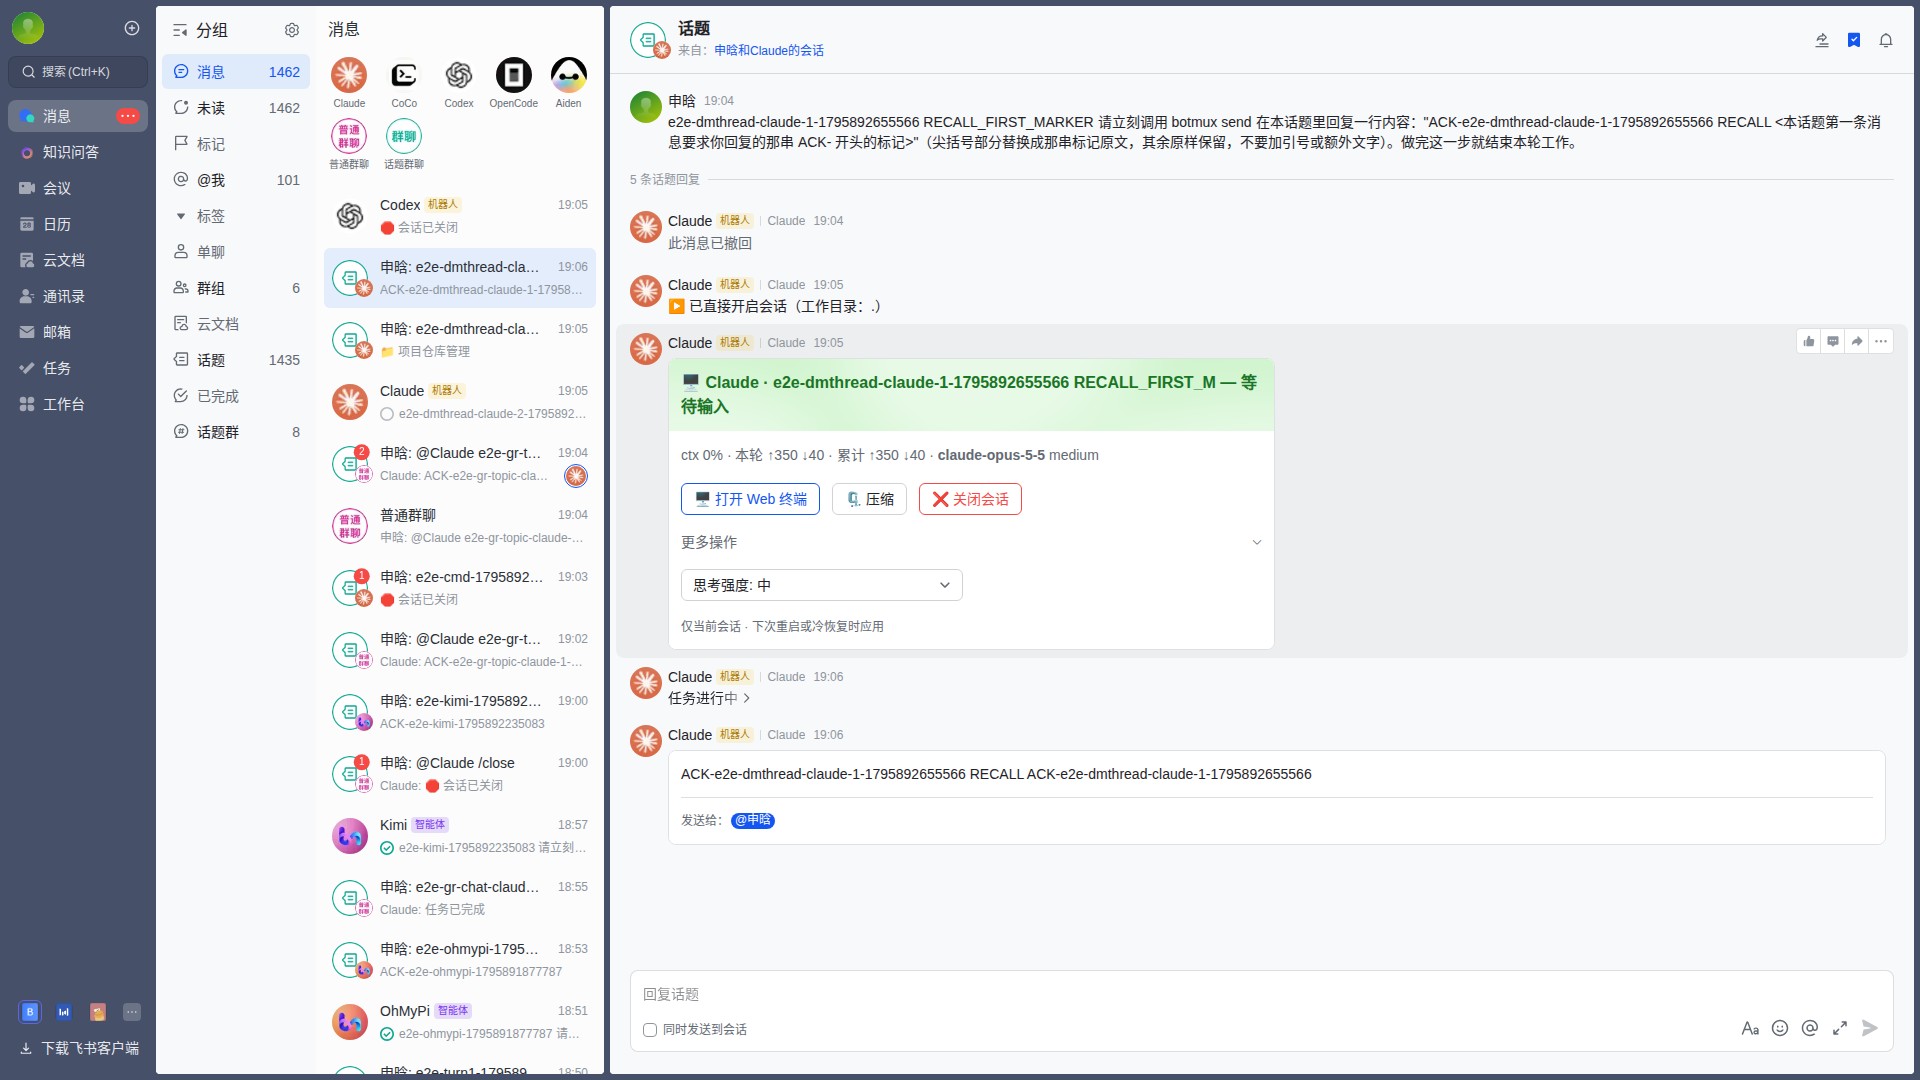 搜索 (Ctrl+K)
消息
知识问答
会议
日历
云文档
通讯录
邮箱
任务
工作台
下载飞书客户端
分组
消息 1462
未读 1462
标记
@我 101
标签
单聊
群组 6
云文档
话题 1435
已完成
话题群 8
消息
Claude
CoCo
Codex
OpenCode
Aiden
普通群聊
话题群聊
Codex 机器人 19:05
会话已关闭
申晗: e2e-dmthread-cla... 19:06
ACK-e2e-dmthread-claude-1-17958...
申晗: e2e-dmthread-cla... 19:05
项目仓库管理
Claude 机器人 19:05
e2e-dmthread-claude-2-1795892...
2
申晗: @Claude e2e-gr-t... 19:04
Claude: ACK-e2e-gr-topic-cla...
普通群聊
普通群聊 19:04
申晗: @Claude e2e-gr-topic-claude-...
1
申晗: e2e-cmd-1795892... 19:03
会话已关闭
申晗: @Claude e2e-gr-t... 19:02
Claude: ACK-e2e-gr-topic-claude-1-...
申晗: e2e-kimi-1795892... 19:00
ACK-e2e-kimi-1795892235083
1
申晗: @Claude /close 19:00
Claude: 会话已关闭
Kimi 智能体 18:57
e2e-kimi-1795892235083 请立刻...
申晗: e2e-gr-chat-claud... 18:55
Claude: 任务已完成
申晗: e2e-ohmypi-1795... 18:53
ACK-e2e-ohmypi-1795891877787
OhMyPi 智能体 18:51
e2e-ohmypi-1795891877787 请...
申晗: e2e-turn1-179589... 18:50
话题
来自：申晗和Claude的会话
申晗 19:04
e2e-dmthread-claude-1-1795892655566 RECALL_FIRST_MARKER 请立刻调用 botmux send 在本话题里回复一行内容："ACK-e2e-dmthread-claude-1-1795892655566 RECALL <本话题第一条消
息要求你回复的那串 ACK- 开头的标记>"（尖括号部分替换成那串标记原文，其余原样保留，不要加引号或额外文字）。做完这一步就结束本轮工作。
5 条话题回复
Claude 机器人 | Claude 19:04
此消息已撤回
Claude 机器人 | Claude 19:05
已直接开启会话（工作目录：.）
Claude 机器人 | Claude 19:05
Claude · e2e-dmthread-claude-1-1795892655566 RECALL_FIRST_M — 等
待输入
ctx 0% · 本轮 ↑350 ↓40 · 累计 ↑350 ↓40 · claude-opus-5-5 medium
打开 Web 终端
压缩
关闭会话
更多操作
思考强度: 中
仅当前会话 · 下次重启或冷恢复时应用
Claude 机器人 | Claude 19:06
任务进行中
Claude 机器人 | Claude 19:06
ACK-e2e-dmthread-claude-1-1795892655566 RECALL ACK-e2e-dmthread-claude-1-1795892655566
发送给：@申晗
回复话题
同时发送到会话